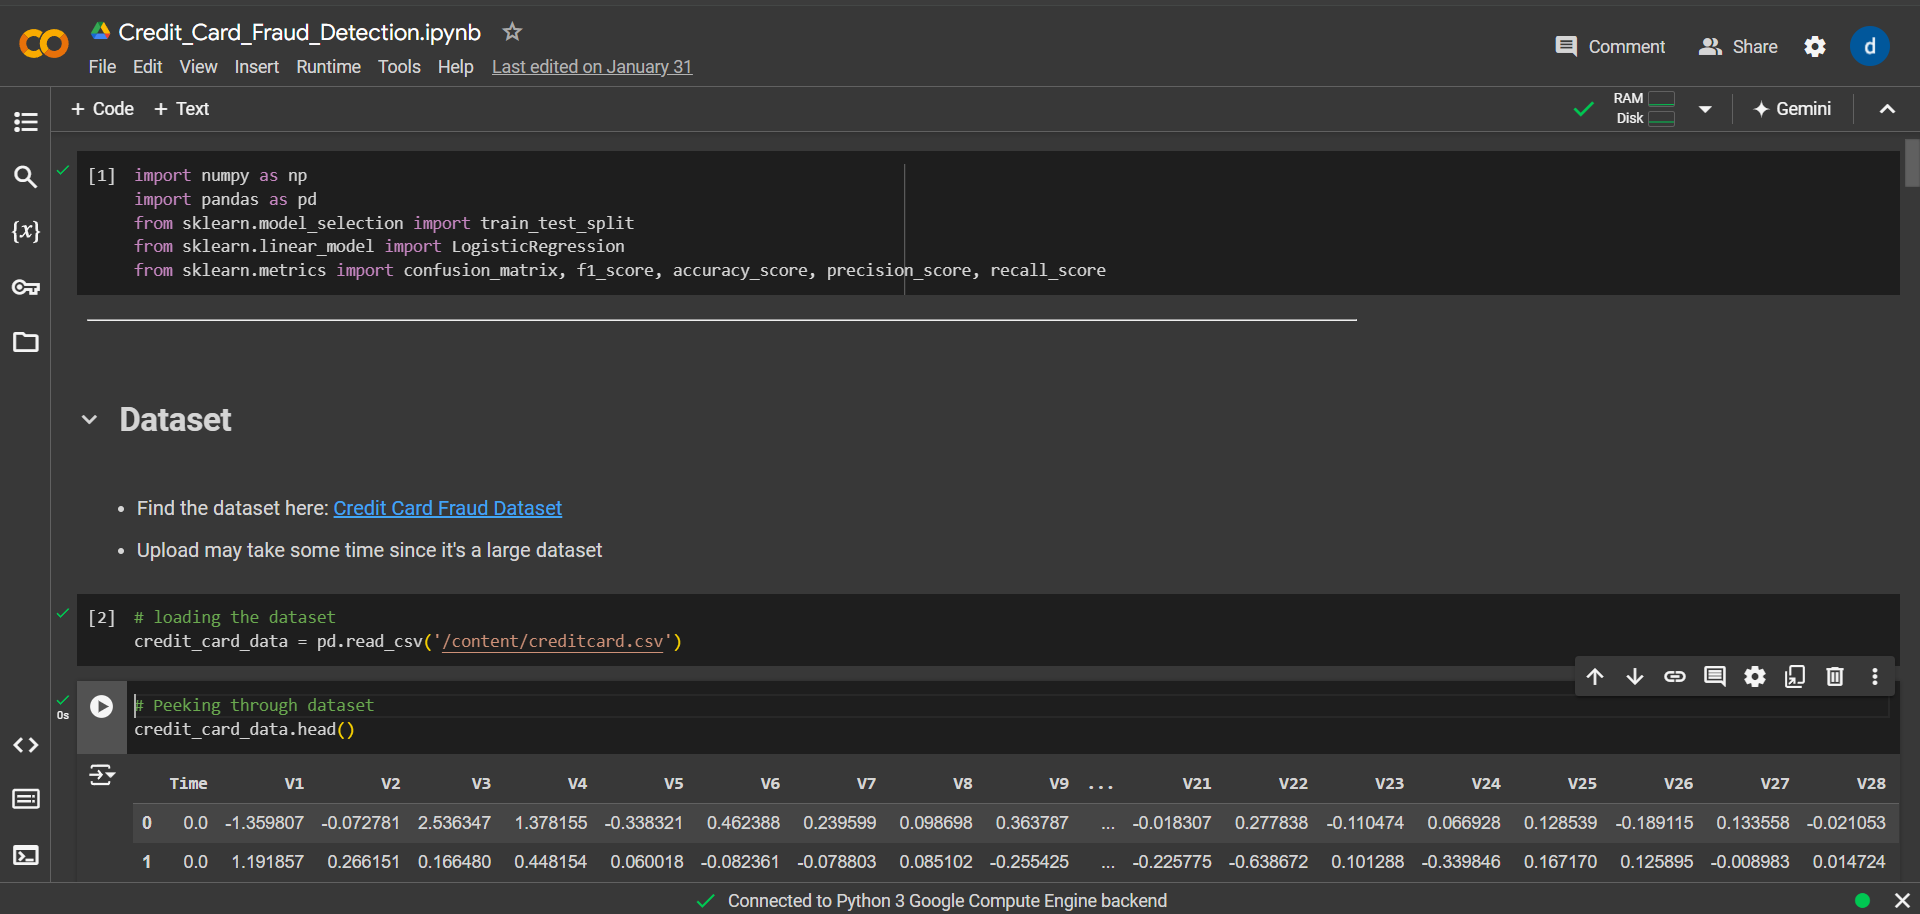 Credit_Card_Fraud_Detection.ipynb
File Edit View Insert Runtime Tools Help Last edited on January 31
Comment Share d
+ Code + Text
RAM
Disk
Gemini
[1] import numpy as np
import pandas as pd
from sklearn.model_selection import train_test_split
from sklearn.linear_model import LogisticRegression
from sklearn.metrics import confusion_matrix, f1_score, accuracy_score, precision_score, recall_score
{x}
Dataset
• Find the dataset here: Credit Card Fraud Dataset
• Upload may take some time since it's a large dataset
[2] # loading the dataset
credit_card_data = pd.read_csv('/content/creditcard.csv')
0s
# Peeking through dataset
credit_card_data.head()
Time V1 V2 V3 V4 V5 V6 V7 V8 V9 ... V21 V22 V23 V24 V25 V26 V27 V28
0 0.0 -1.359807 -0.072781 2.536347 1.378155 -0.338321 0.462388 0.239599 0.098698 0.363787 ... -0.018307 0.277838 -0.110474 0.066928 0.128539 -0.189115 0.133558 -0.021053
1 0.0 1.191857 0.266151 0.166480 0.448154 0.060018 -0.082361 -0.078803 0.085102 -0.255425 ... -0.225775 -0.638672 0.101288 -0.339846 0.167170 0.125895 -0.008983 0.014724
Connected to Python 3 Google Compute Engine backend